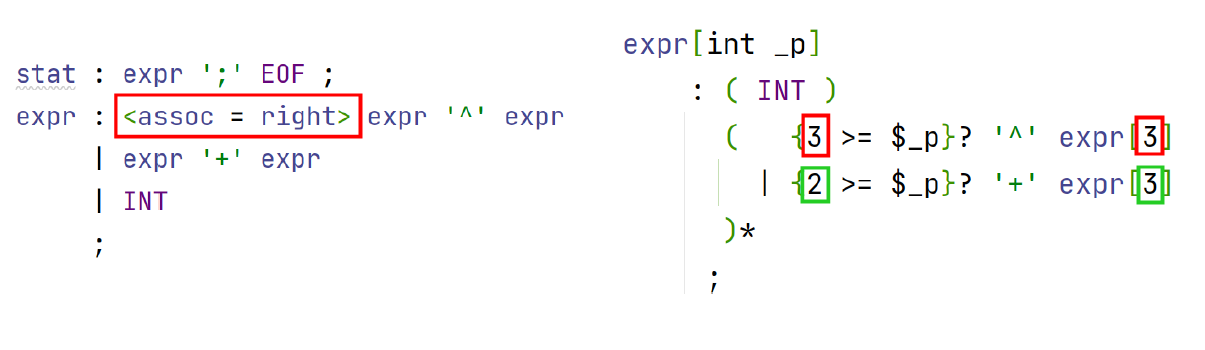 stat : expr ';' EOF ;
expr : <assoc = right> expr '^' expr
| expr '+' expr
| INT
;
expr[int _p]
: ( INT )
( {3 >= $_p}? '^' expr[3]
| {2 >= $_p}? '+' expr[3]
)*
;